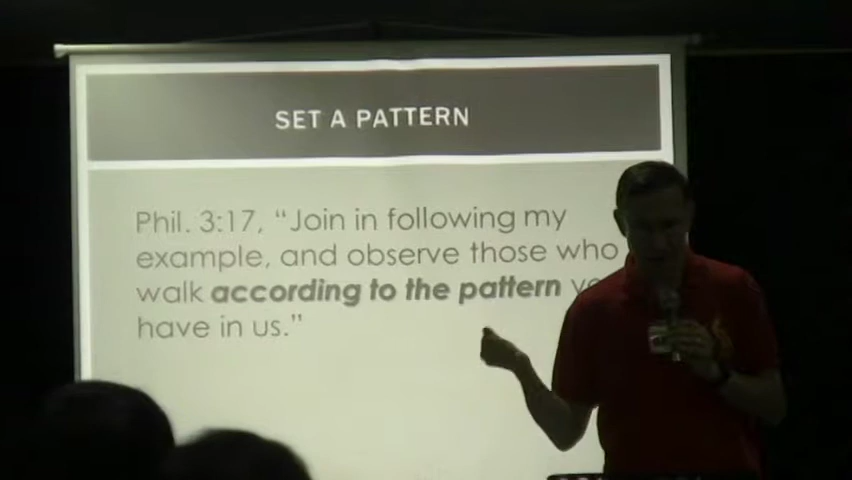 SET A PATTERN
Phil. 3:17, “Join in following my
example, and observe those who
walk according to the pattern
have in us.”